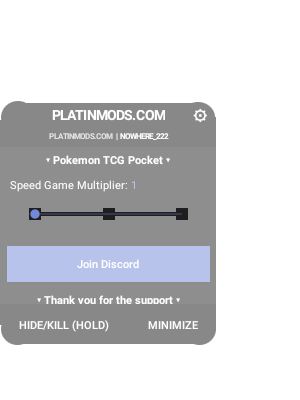 PLATINMODS.COM
PLATINMODS.COM | NOWHERE_222
▾ Pokemon TCG Pocket ▾
Speed Game Multiplier: 1
Join Discord
▾ Thank you for the support ▾
HIDE/KILL (HOLD) MINIMIZE